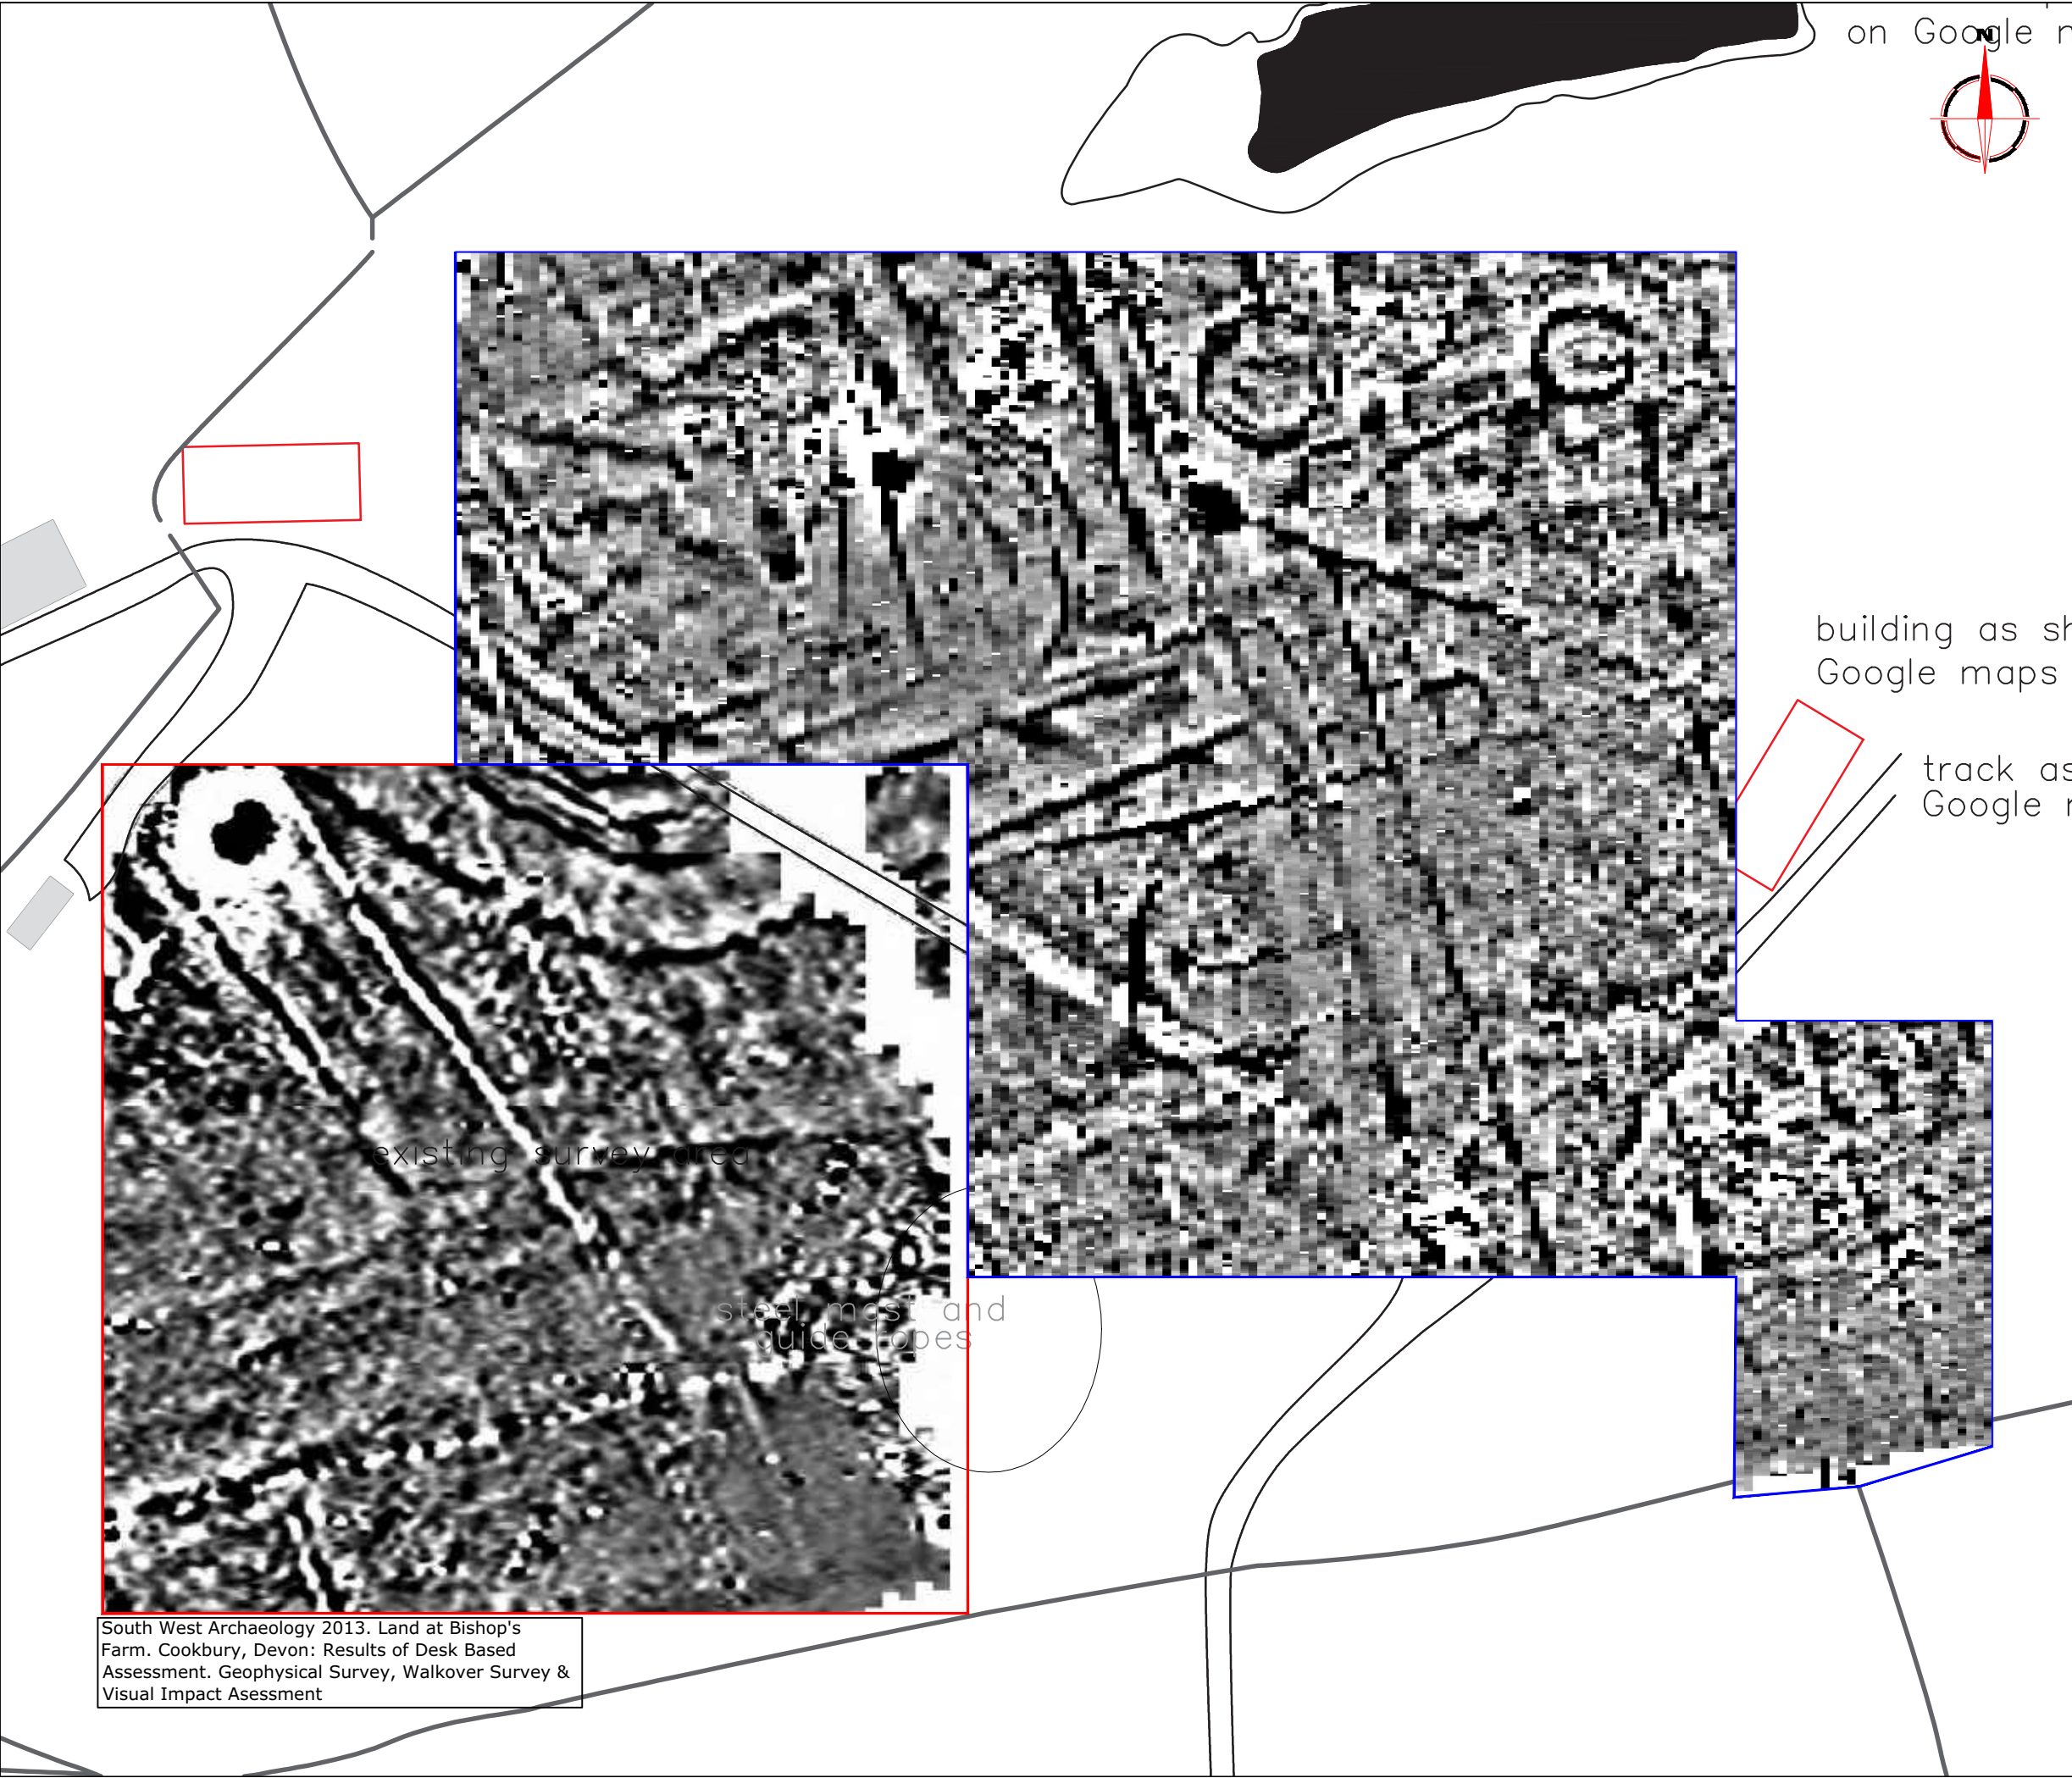 on Google
N
building as
Google maps
track as
Google
existing survey area
steel mast and
guide ropes
South West Archaeology 2013. Land at Bishop's
Farm. Cookbury, Devon: Results of Desk Based
Assessment. Geophysical Survey, Walkover Survey &
Visual Impact Asessment